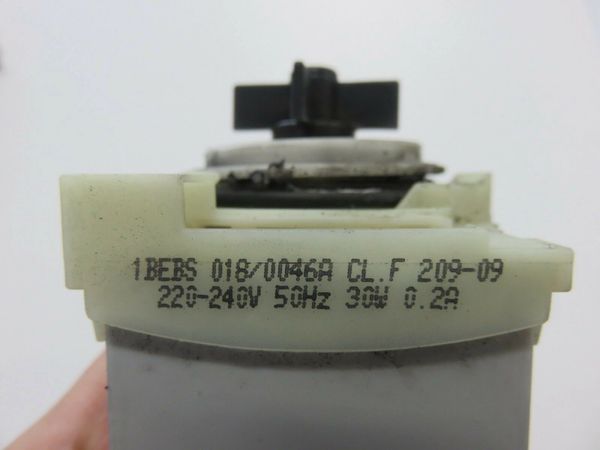 1BEBS 018/0046A CL.F 209-09
220-240V 50Hz 30W 0.2A